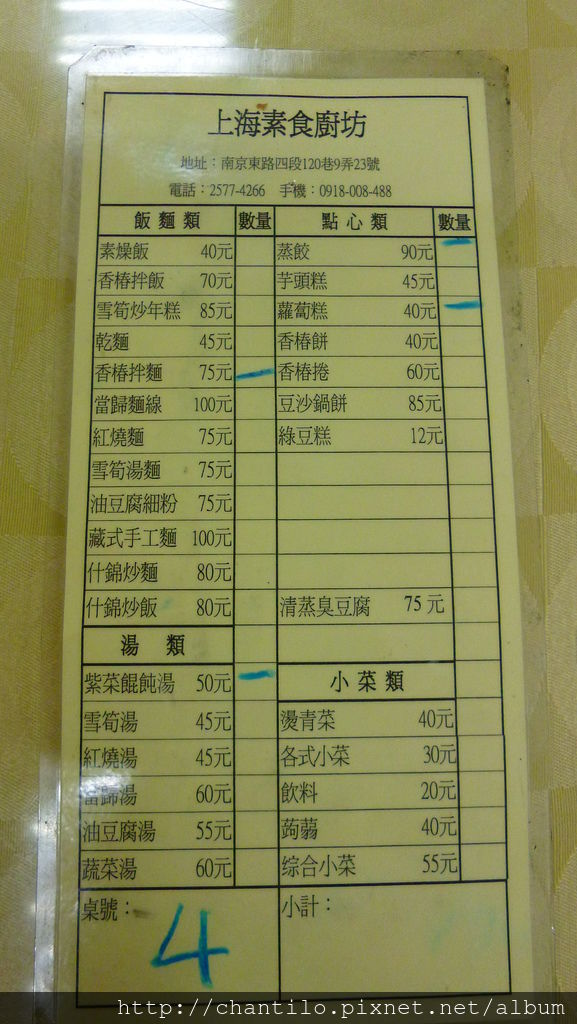 上海素食廚坊
地址：南京東路四段120巷9弄23號
電話：2577-4266 手機：0918-008-488
飯麵類 數量 點心類 數量
素燥飯 40元 蒸餃 90元
香椿拌飯 70元 芋頭糕 45元
雪筍炒年糕 85元 蘿蔔糕 40元
乾麵 45元 香椿餅 40元
香椿拌麵 75元 香椿捲 60元
當歸麵線 100元 豆沙鍋餅 85元
紅燒麵 75元 綠豆糕 12元
雪筍湯麵 75元
油豆腐細粉 75元
藏式手工麵 100元
什錦炒麵 80元
什錦炒飯 80元 清蒸臭豆腐 75元
湯類
紫菜餛飩湯 50元 小菜類
雪筍湯 45元 燙青菜 40元
紅燒湯 45元 各式小菜 30元
當歸湯 60元 飲料 20元
油豆腐湯 55元 蒟蒻 40元
蔬菜湯 60元 综合小菜 55元
桌號： 4 小計：
http://chantilo.pixnet.net/album